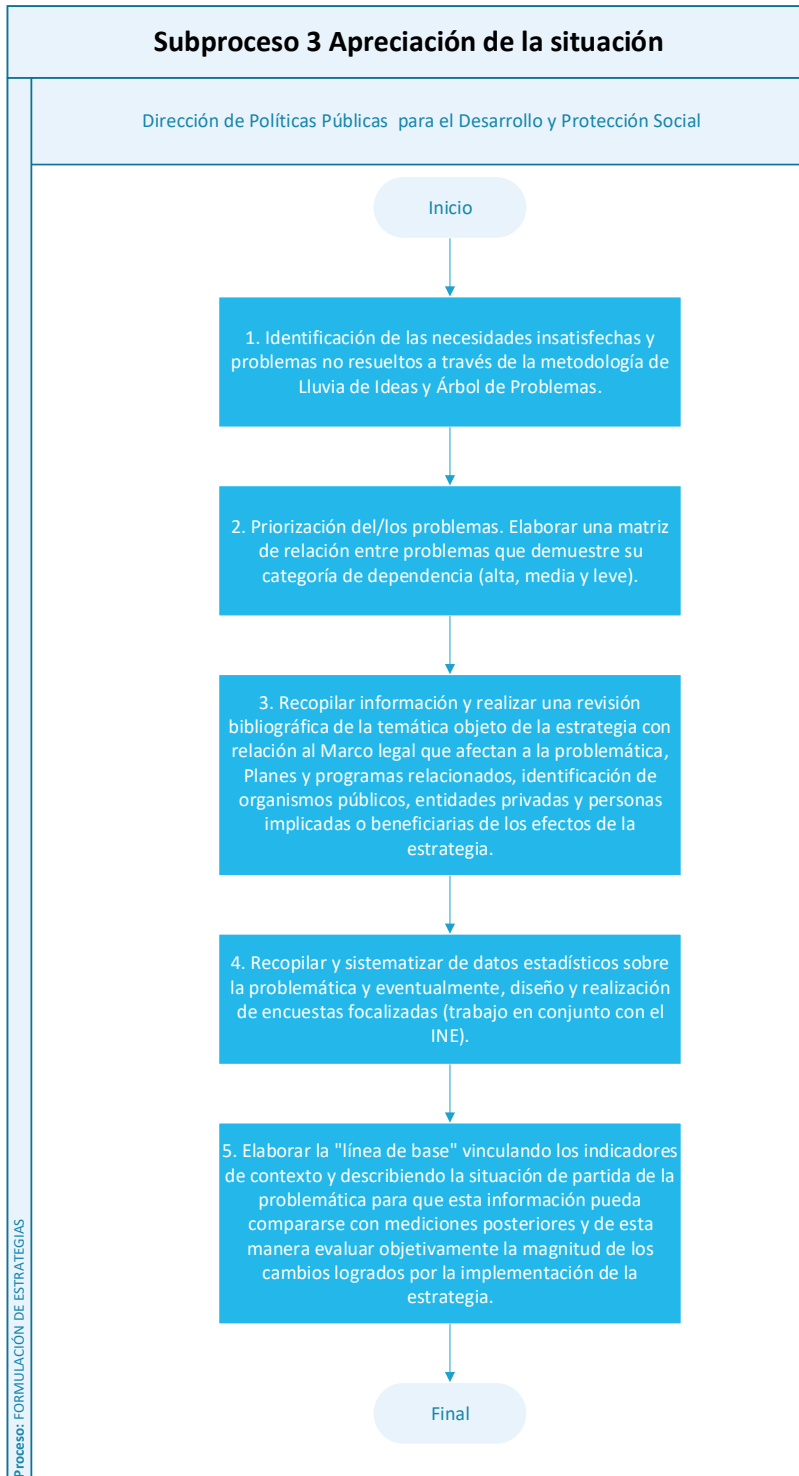 Subproceso 3 Apreciación de la situación
Dirección de Políticas Públicas  para el Desarrollo y Protección Social
Inicio
1. Identificación de las necesidades insatisfechas y
problemas no resueltos a través de la metodología de
Lluvia de Ideas y Árbol de Problemas.
2. Priorización del/los problemas. Elaborar una matriz
de relación entre problemas que demuestre su
categoría de dependencia (alta, media y leve).
3. Recopilar información y realizar una revisión
bibliográfica de la temática objeto de la estrategia con
relación al Marco legal que afectan a la problemática,
Planes y programas relacionados, identificación de
organismos públicos, entidades privadas y personas
implicadas o beneficiarias de los efectos de la
estrategia.
4. Recopilar y sistematizar de datos estadísticos sobre
la problemática y eventualmente, diseño y realización
de encuestas focalizadas (trabajo en conjunto con el
INE).
5. Elaborar la "línea de base" vinculando los indicadores
de contexto y describiendo la situación de partida de la
problemática para que esta información pueda
compararse con mediciones posteriores y de esta
manera evaluar objetivamente la magnitud de los
cambios logrados por la implementación de la
estrategia.
Final
Proceso: FORMULACIÓN DE ESTRATEGIAS